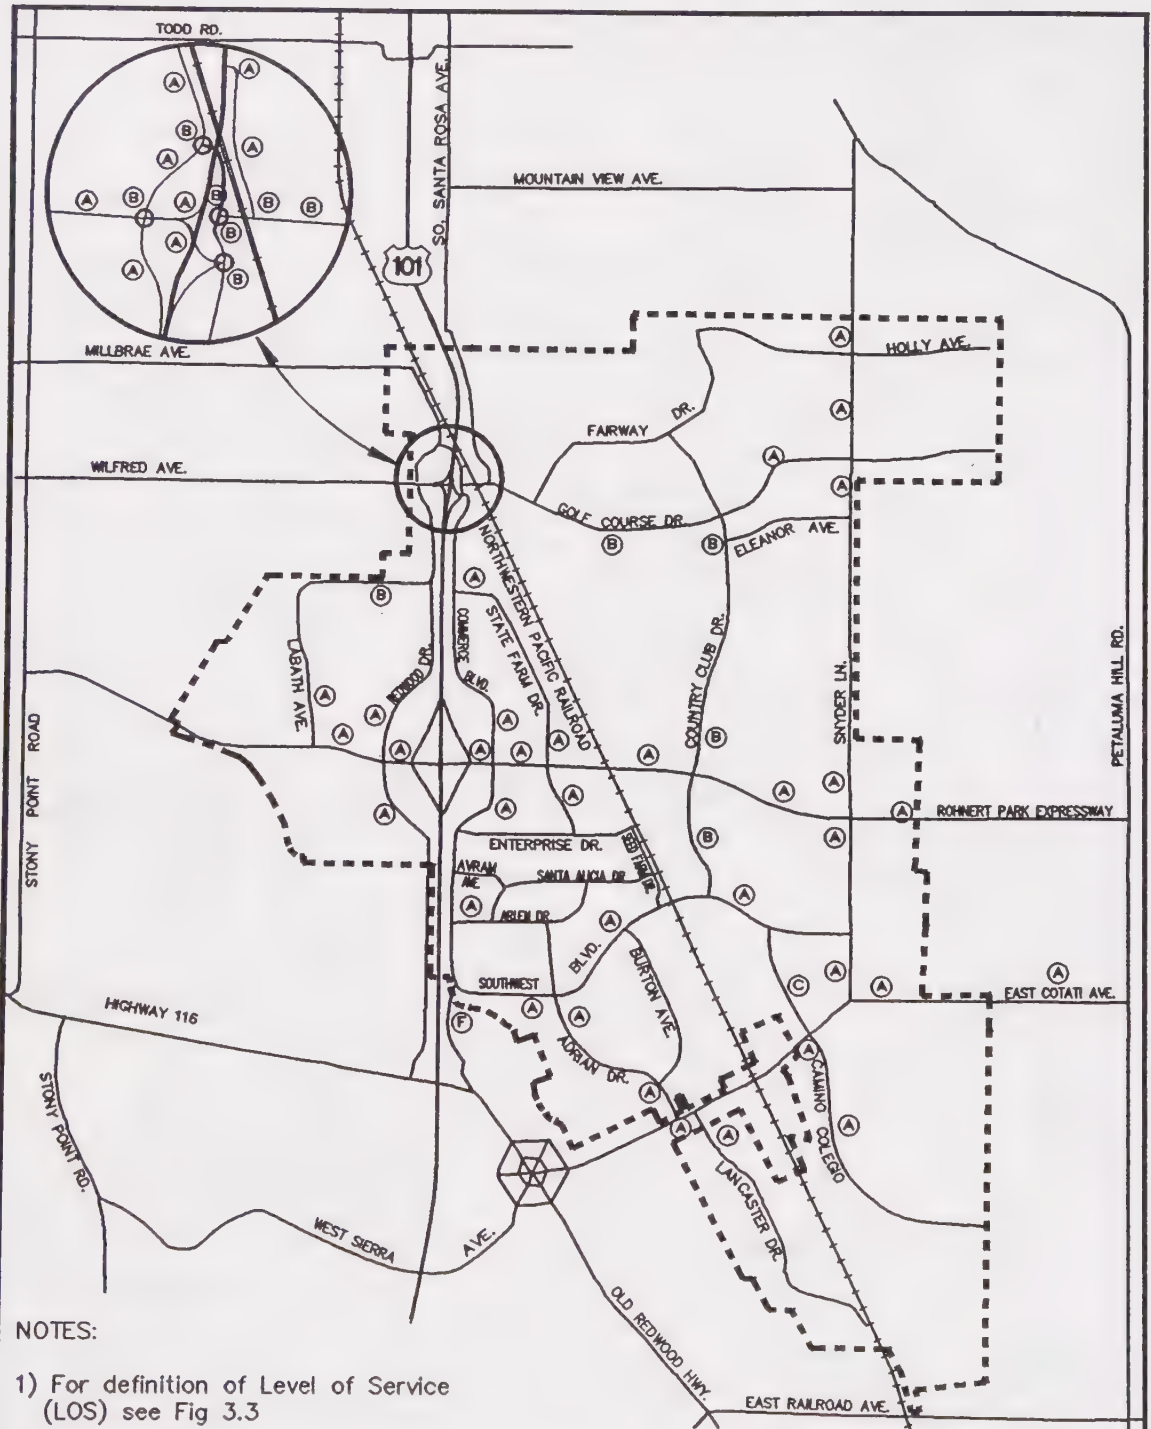 TODD RD.
A
A
B
A
A
A
B
A
B
B
B
A
B
A
B
SO. SANTA ROSA AVE.
MOUNTAIN VIEW AVE.
101
MILLBRAE AVE.
A
HOLLY AVE.
FAIRWAY DR.
A
WILFRED AVE.
A
A
GOLF COURSE DR.
B
B
ELEANOR AVE.
NORTHWESTERN PACIFIC RAILROAD
A
B
STATE FARM DR.
COMMERCE BLVD.
REDWOOD DR.
LABATH AVE.
COUNTRY CLUB DR.
SNYDER LN.
PETALUMA HILL RD.
STONY POINT ROAD
A
A
A
A
A
A
A
A
A
B
A
A
A
A
A
A
A
ROHNERT PARK EXPRESSWAY
B
A
ENTERPRISE DR.
SEED FARM DR.
AVRAM AVE.
SANTA ALICIA DR.
A
ARLEN DR.
A
A
SOUTHWEST BLVD.
BURTON AVE.
C
A
A
A
EAST COTATI AVE.
HIGHWAY 116
F
A
A
ADRIAN DR.
A
A
A
A
CAMINO COLEGIO
A
STONY POINT RD.
LANCASTER DR.
WEST SIERRA AVE.
OLD REDWOOD HWY.
EAST RAILROAD AVE.
NOTES:
1) For definition of Level of Service
(LOS) see Fig 3.3